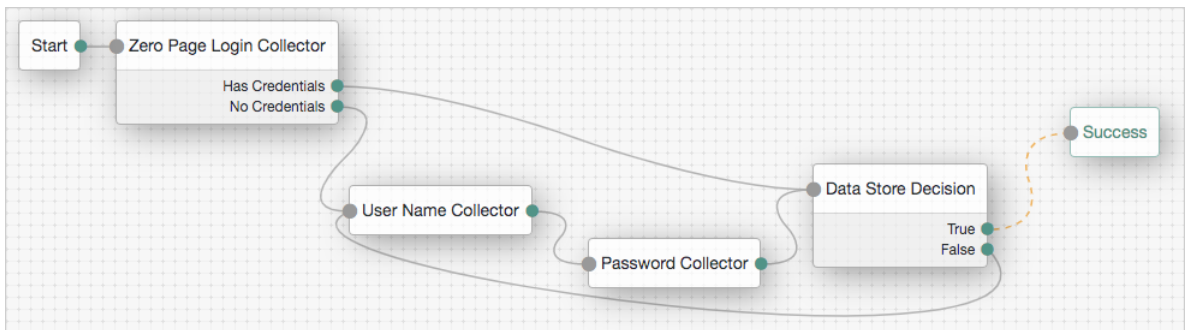 Start
Zero Page Login Collector
Has Credentials
No Credentials
User Name Collector
Password Collector
Data Store Decision
True
False
Success